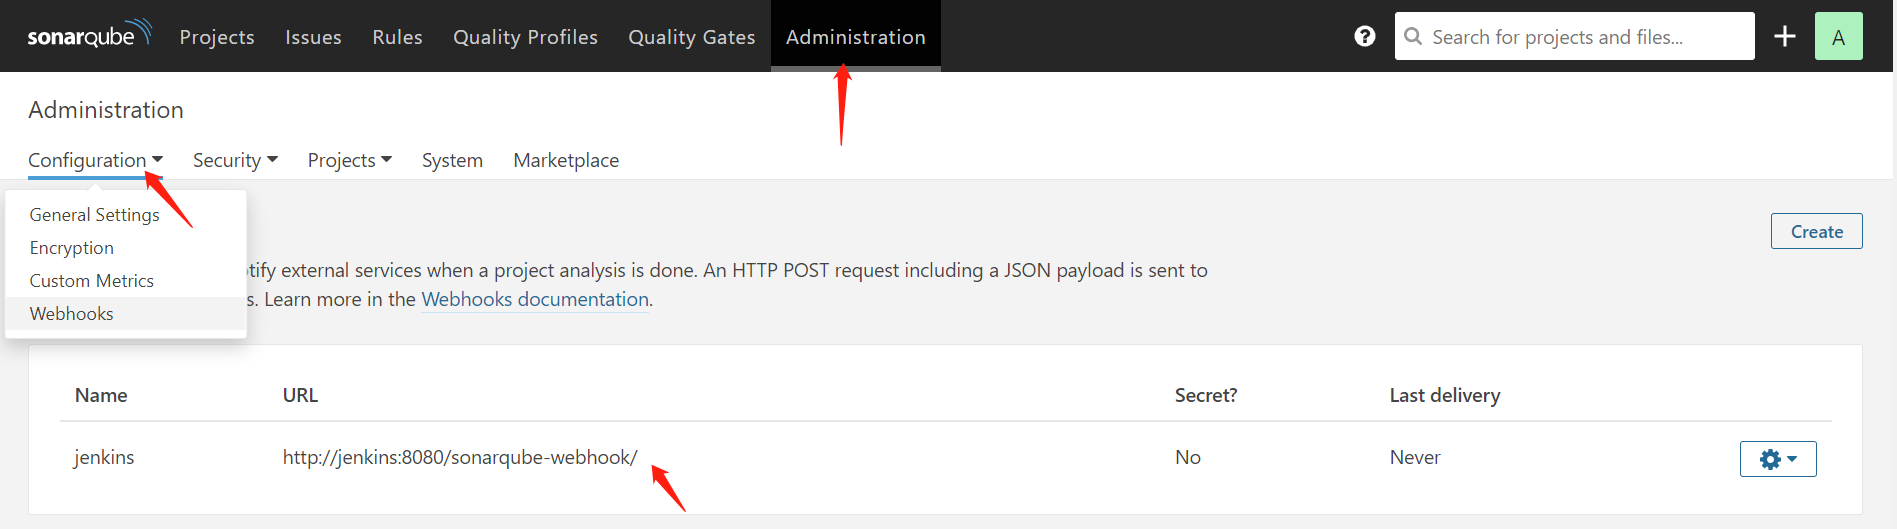 sonarqube Projects Issues Rules Quality Profiles Quality Gates Administration ? Search for projects and files... + A
Administration
Configuration Security Projects System Marketplace
General Settings
Encryption
Custom Metrics
Webhooks
Create
tify external services when a project analysis is done. An HTTP POST request including a JSON payload is sent to
s. Learn more in the Webhooks documentation.
Name URL Secret? Last delivery
jenkins http://jenkins:8080/sonarqube-webhook/ No Never